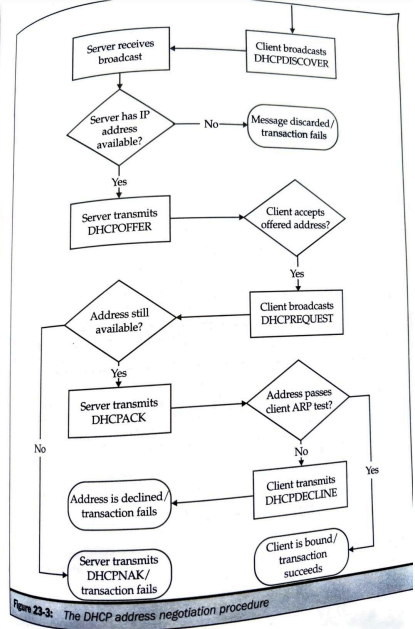 Server receives
broadcast
Client broadcasts
DHCPDISCOVER
Server has IP
address
available?
No
Message discarded/
transaction fails
Yes
Server transmits
DHCPOFFER
Client accepts
offered address?
Yes
Address still
available?
Client broadcasts
DHCPREQUEST
Yes
Server transmits
DHCPACK
Address passes
client ARP test?
No
No
Yes
Address is declined/
transaction fails
Client transmits
DHCPDECLINE
Server transmits
DHCPNAK/
transaction fails
Client is bound/
transaction
succeeds
Figure 23-3: The DHCP address negotiation procedure